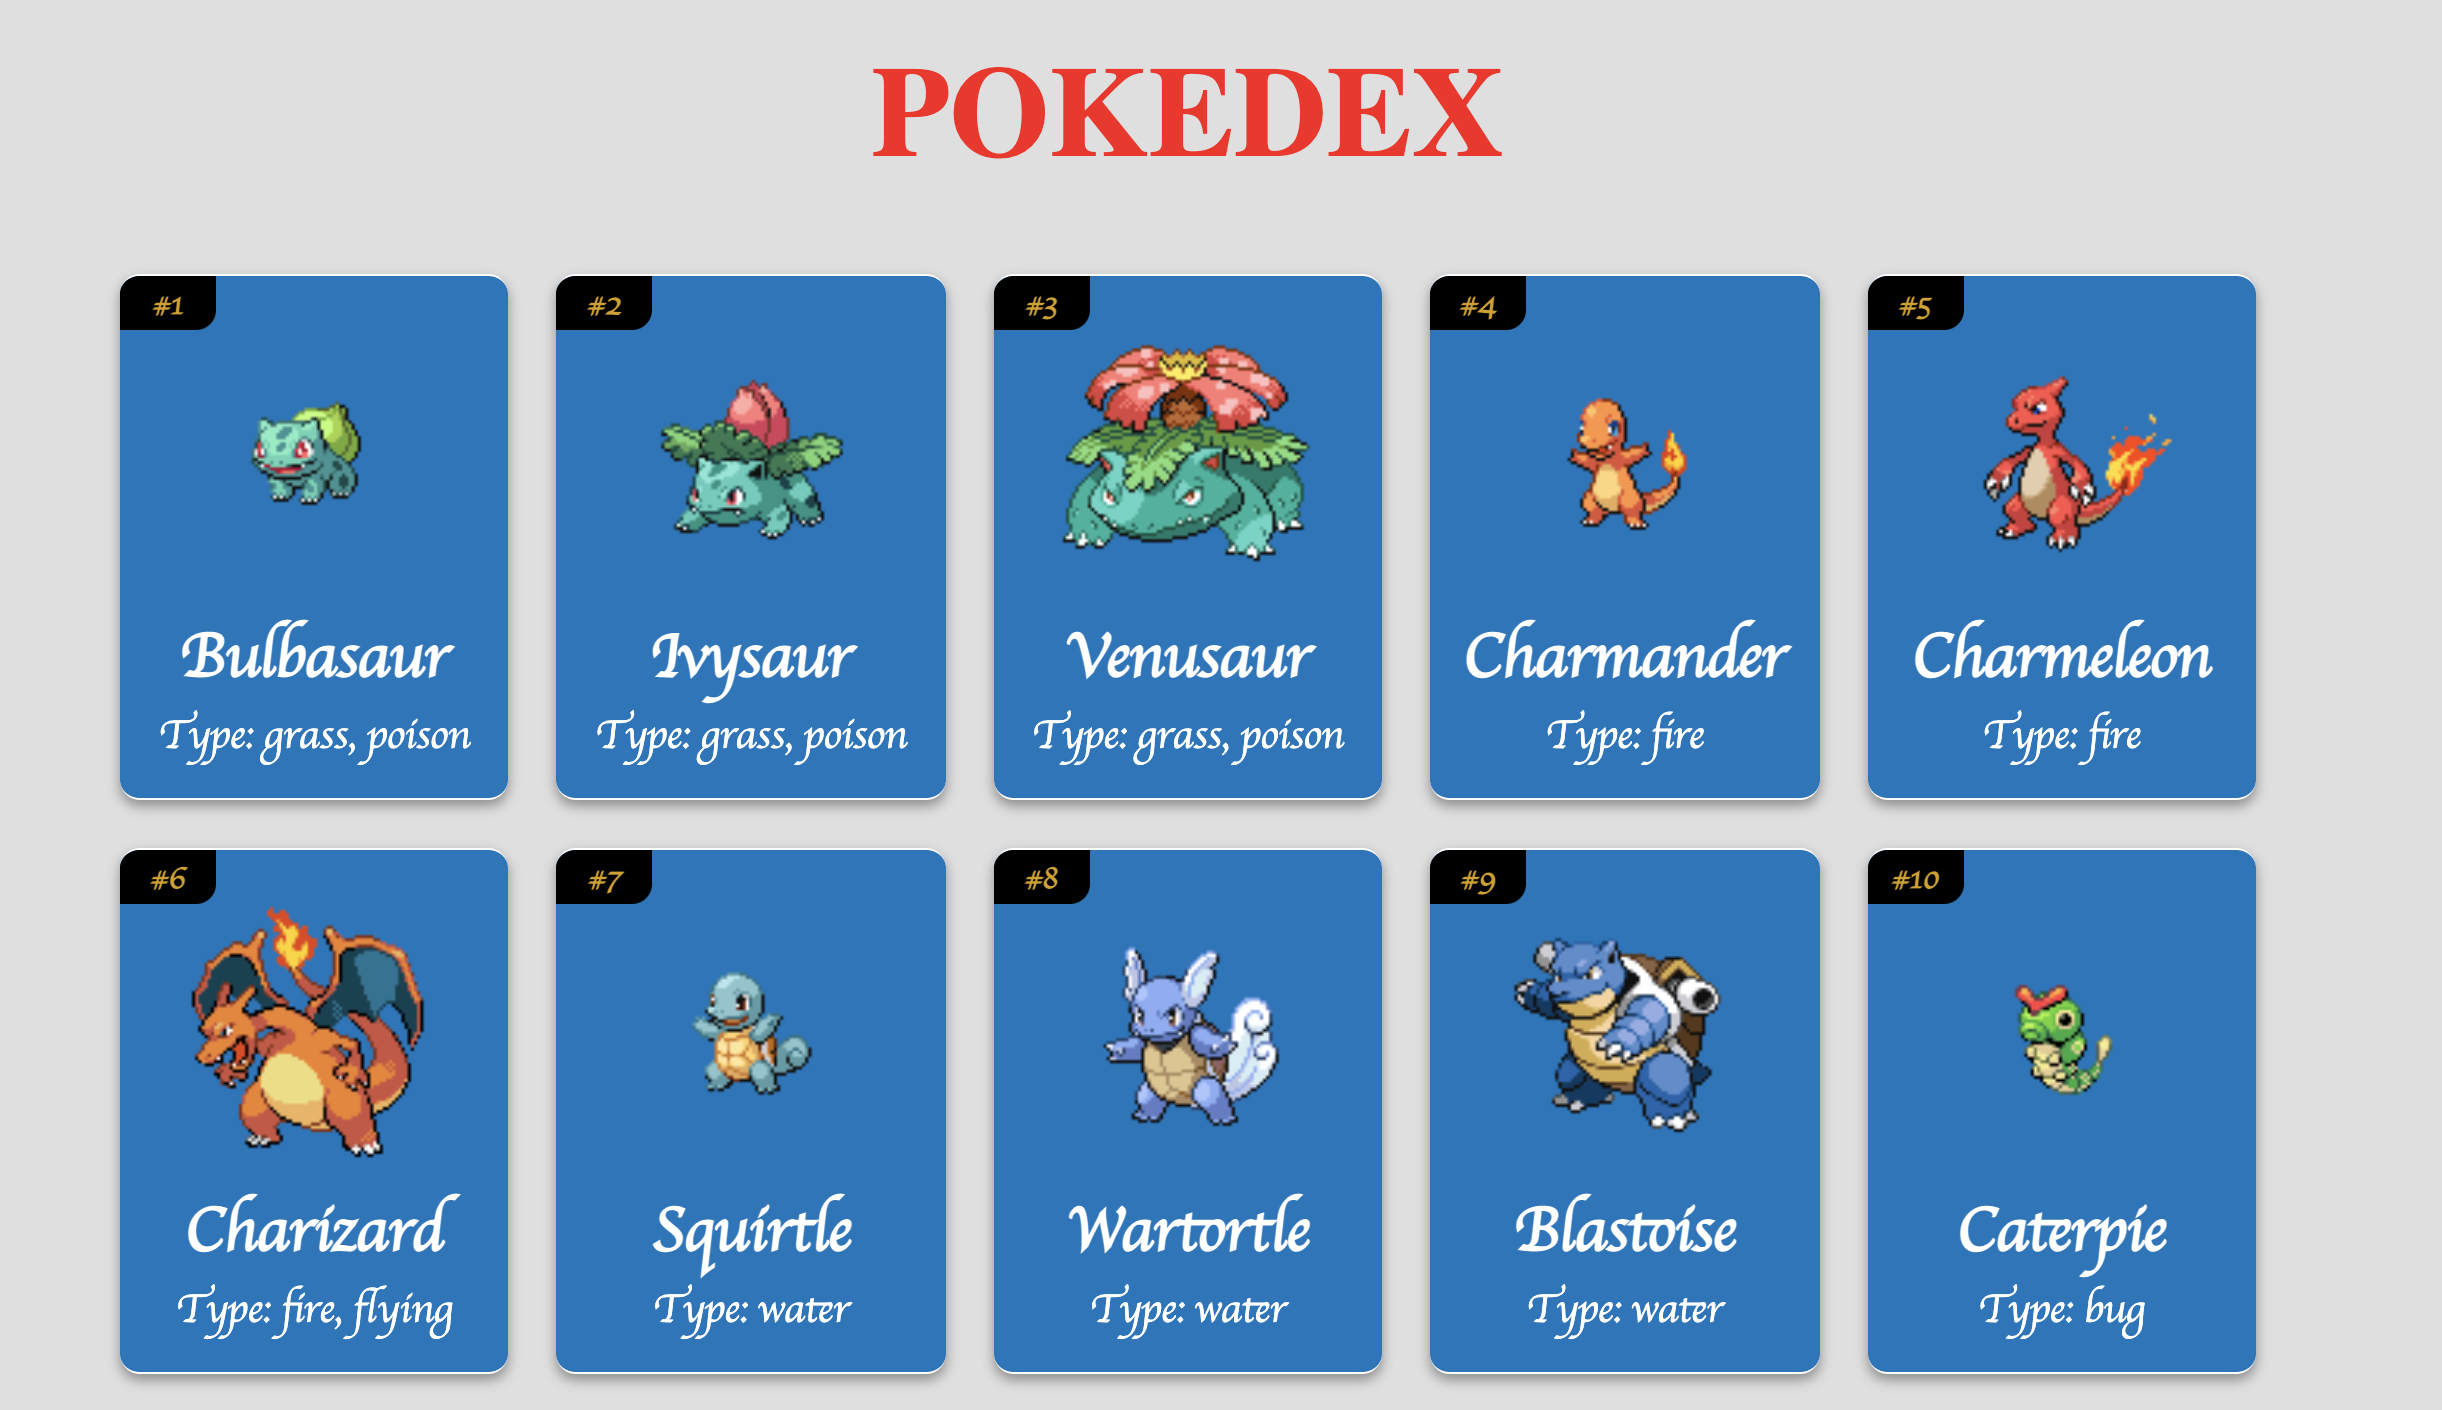 POKEDEX
#1
Bulbasaur
Type: grass, poison
#2
Ivysaur
Type: grass, poison
#3
Venusaur
Type: grass, poison
#4
Charmander
Type: fire
#5
Charmeleon
Type: fire
#6
Charizard
Type: fire, flying
#7
Squirtle
Type: water
#8
Wartortle
Type: water
#9
Blastoise
Type: water
#10
Caterpie
Type: bug